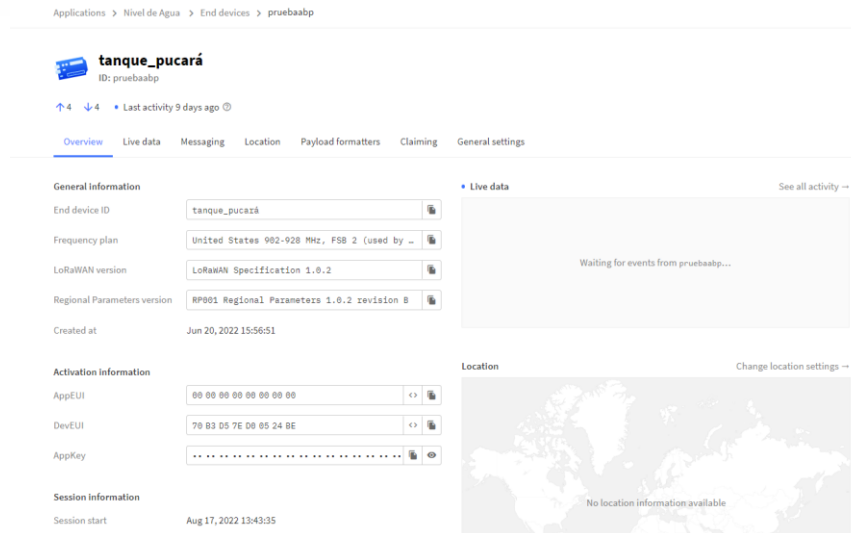 Applications > Nivel de Agua > End devices > pruebaabp
tanque_pucará
ID: pruebaabp
↑ 4 ↓ 4 • Last activity 9 days ago
Overview Live data Messaging Location Payload formatters Claiming General settings
General information
End device ID tanque_pucará
Frequency plan United States 902-928 MHz, FSB 2 (used by …
LoRaWAN version LoRaWAN Specification 1.0.2
Regional Parameters version RP001 Regional Parameters 1.0.2 revision B
Created at Jun 20, 2022 15:56:51
Activation information
AppEUI 00 00 00 00 00 00 00 00
DevEUI 70 B3 D5 7E D0 05 24 BE
AppKey
Session information
Session start Aug 17, 2022 13:43:35
• Live data See all activity →
Waiting for events from pruebaabp...
Location Change location settings →
No location information available